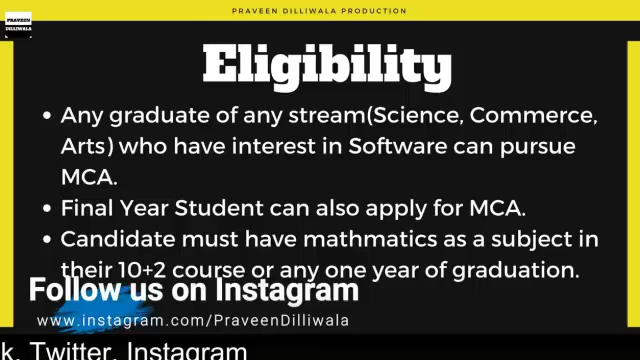 PRAVEEN DILLIWALA PRODUCTION
PRAVEEN
DILLIWALA
Eligibility
• Any graduate of any stream(Science, Commerce,
Arts) who have interest in Software can pursue
MCA.
• Final Year Student can also apply for MCA.
• Candidate must have mathmatics as a subject in
their 10+2 course or any one year of graduation.
Follow us on Instagram
www.instagram.com/PraveenDilliwala
k, Twitter, Instagram